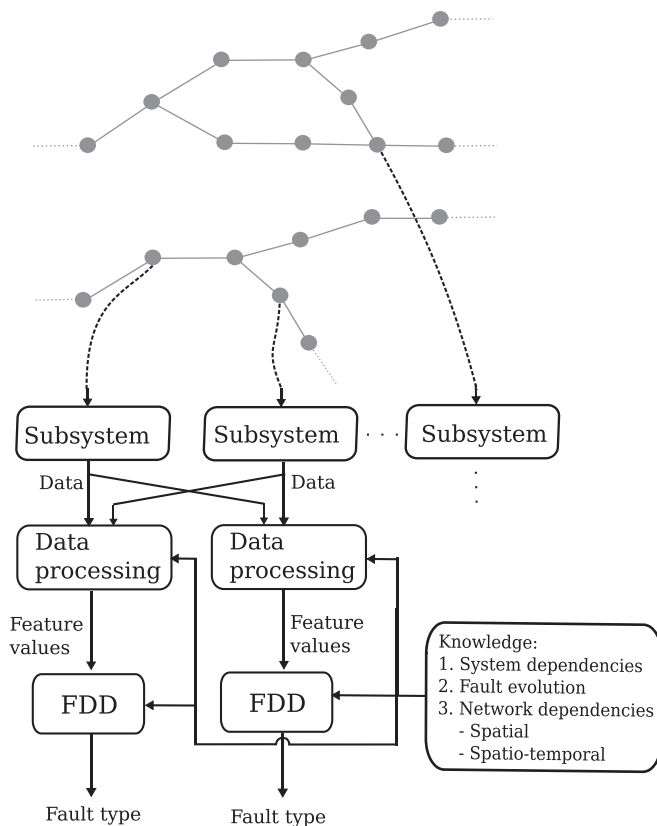 Subsystem
Subsystem
Subsystem
Data
Data
Data
processing
Data
processing
Feature
values
Feature
values
Knowledge:
1. System dependencies
2. Fault evolution
3. Network dependencies
- Spatial
- Spatio-temporal
FDD
FDD
Fault type
Fault type